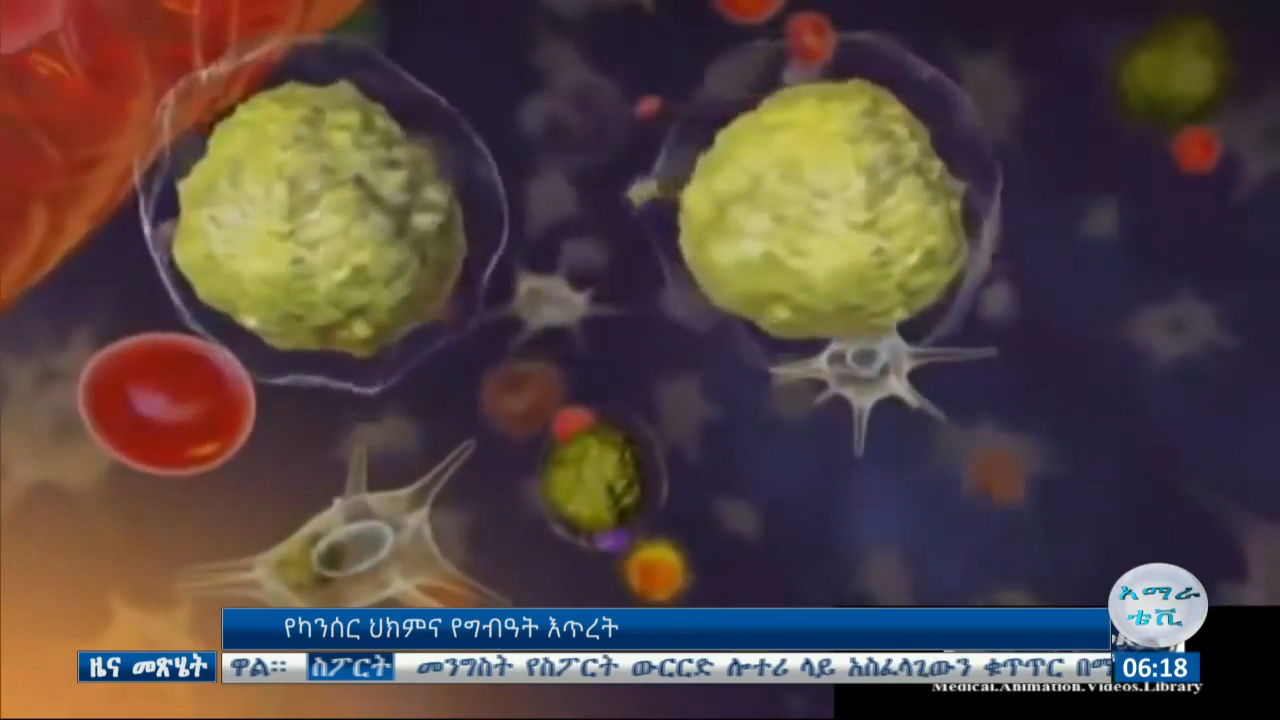 የካንሰር ህክምና የግብዓት እጥረት
አማራ
ቴቪ
ዜና መጽሄት ዋል። ስፖርት መንግስት የስፖርት ውርርድ ሎተሪ ላይ አስፈላጊውን ቁጥጥር በማ 06:18
Medical.Animation.Videos.Library